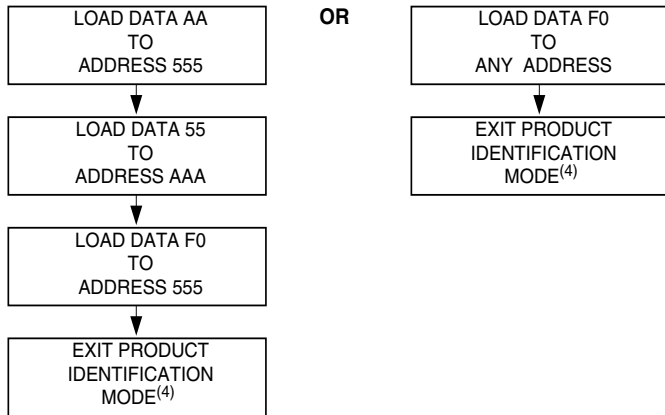 LOAD DATA AA
TO
ADDRESS 555
LOAD DATA 55
TO
ADDRESS AAA
LOAD DATA F0
TO
ADDRESS 555
EXIT PRODUCT
IDENTIFICATION
MODE(4)
OR
LOAD DATA F0
TO
ANY ADDRESS
EXIT PRODUCT
IDENTIFICATION
MODE(4)